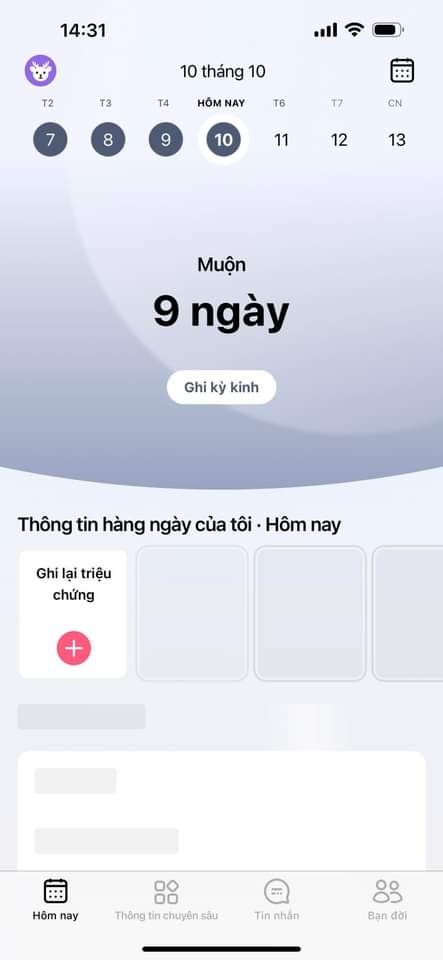 14:31
10 tháng 10
T2 T3 T4 HÔM NAY T6 T7 CN
7 8 9 10 11 12 13
Muộn
9 ngày
Ghi kỳ kinh
Thông tin hàng ngày của tôi · Hôm nay
Ghi lại triệu
chứng
Hôm nay Thông tin chuyên sâu Tin nhắn Bạn đời